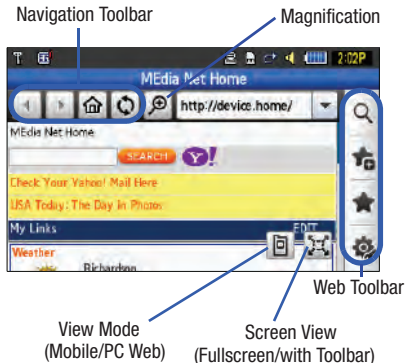 Navigation Toolbar
Magnification
2:02P
MEdia Net Home
http://device.home/
MEdia Net Home
SEARCH Y!
Check Your Yahoo! Mail Here
USA Today: The Day in Photos
My Links EDIT
Weather
Richardson
Web Toolbar
View Mode
(Mobile/PC Web)
Screen View
(Fullscreen/with Toolbar)